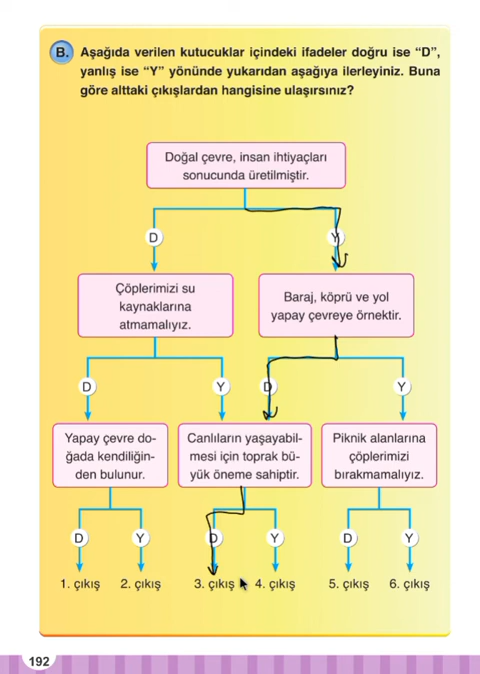 B. Aşağıda verilen kutucuklar içindeki ifadeler doğru ise “D”,
yanlış ise “Y” yönünde yukarıdan aşağıya ilerleyiniz. Buna
göre alttaki çıkışlardan hangisine ulaşırsınız?
Doğal çevre, insan ihtiyaçları
sonucunda üretilmiştir.
D
Y
Çöplerimizi su
kaynaklarına
atmamalıyız.
Baraj, köprü ve yol
yapay çevreye örnektir.
D
Y
D
Y
Yapay çevre do-
ğada kendiliğin-
den bulunur.
Canlıların yaşayabil-
mesi için toprak bü-
yük öneme sahiptir.
Piknik alanlarına
çöplerimizi
bırakmamalıyız.
D
Y
D
Y
D
Y
1. çıkış
2. çıkış
3. çıkış
4. çıkış
5. çıkış
6. çıkış
192